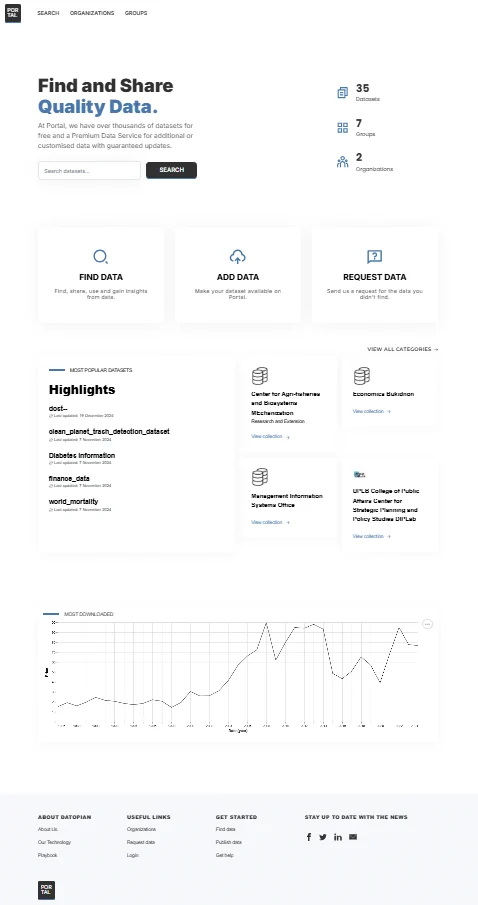 POR
TAL
SEARCH ORGANIZATIONS GROUPS
Find and Share
Quality Data.
At Portal, we have over thousands of datasets for
free and a Premium Data Service for additional or
customised data with guaranteed updates.
Search datasets...
SEARCH
35
Datasets
7
Groups
2
Organizations
FIND DATA
Find, share, use and gain insights
from data.
ADD DATA
Make your dataset available on
Portal.
REQUEST DATA
Send us a request for the data you
didn't find.
VIEW ALL CATEGORIES →
MOST POPULAR DATASETS
Highlights
dost--
Last updated: 19 December 2024
clean_planet_trash_detection_dataset
Last updated: 7 November 2024
Diabetes Information
Last updated: 7 November 2024
finance_data
Last updated: 7 November 2024
world_mortality
Last updated: 7 November 2024
Center for Agri-fisheries
and Biosystems
MEchanization
Research and Extension
View collection →
Economics Bukidnon
View collection →
Management Information
Systems Office
View collection →
UPLB College of Public
Affairs Center for
Strategic Planning and
Policy Studies DIPLab
View collection →
MOST DOWNLOADED
ABOUT DATOPIAN
About Us
Our Technology
Playbook
USEFUL LINKS
Organizations
Request data
Login
GET STARTED
Find data
Publish data
Get help
STAY UP TO DATE WITH THE NEWS
POR
TAL